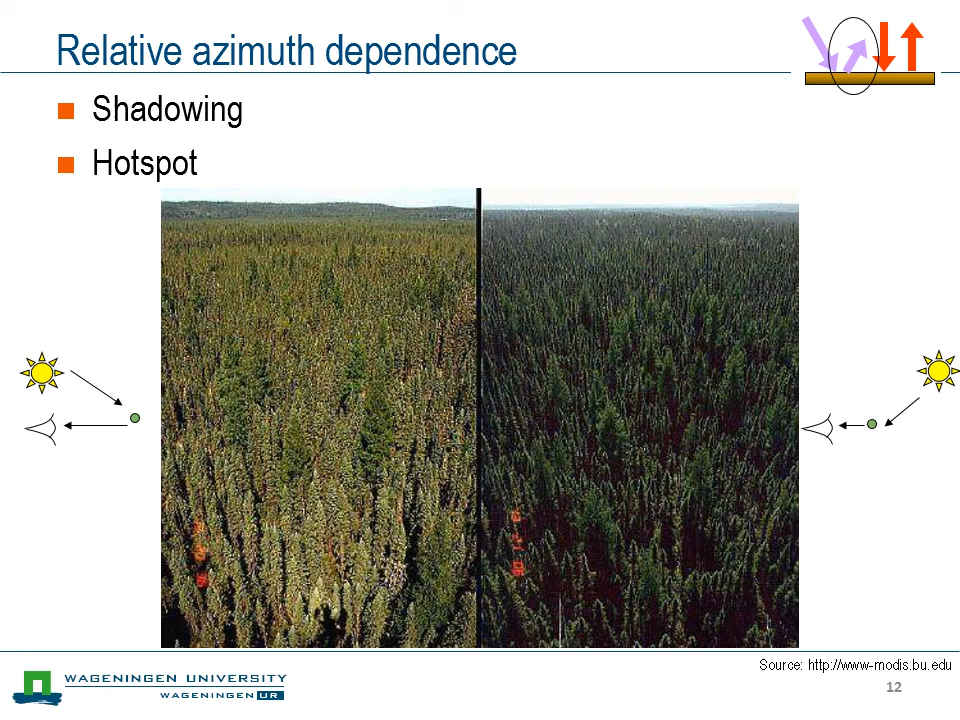 Relative azimuth dependence
Shadowing
Hotspot
Source: http://www-modis.bu.edu
WAGENINGEN UNIVERSITY
WAGENINGEN UR
12